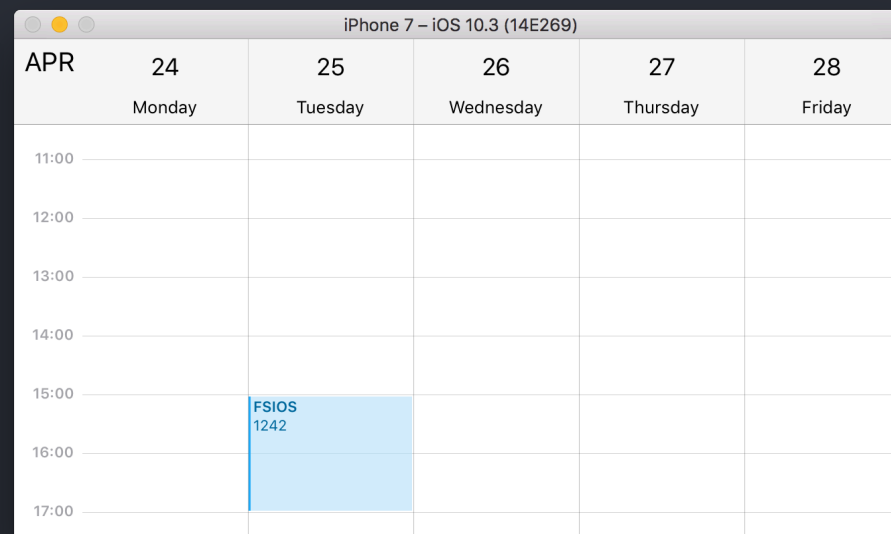 iPhone 7 – iOS 10.3 (14E269)
APR 24 25 26 27 28
Monday Tuesday Wednesday Thursday Friday
11:00
12:00
13:00
14:00
15:00
FSIOS
1242
16:00
17:00